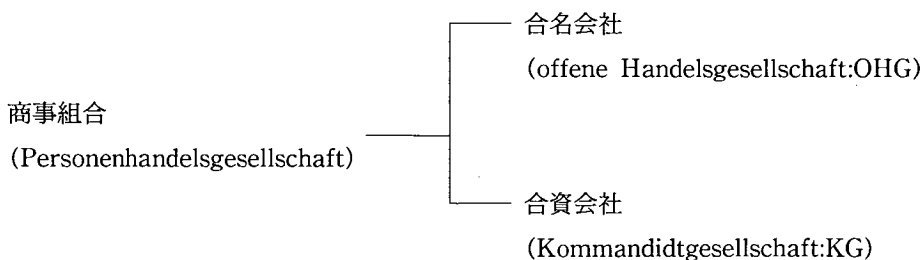 合名会社
(offene Handelsgesellschaft:OHG)
商事組合
(Personenhandelsgesellschaft)
合資会社
(Kommandidtgesellschaft:KG)